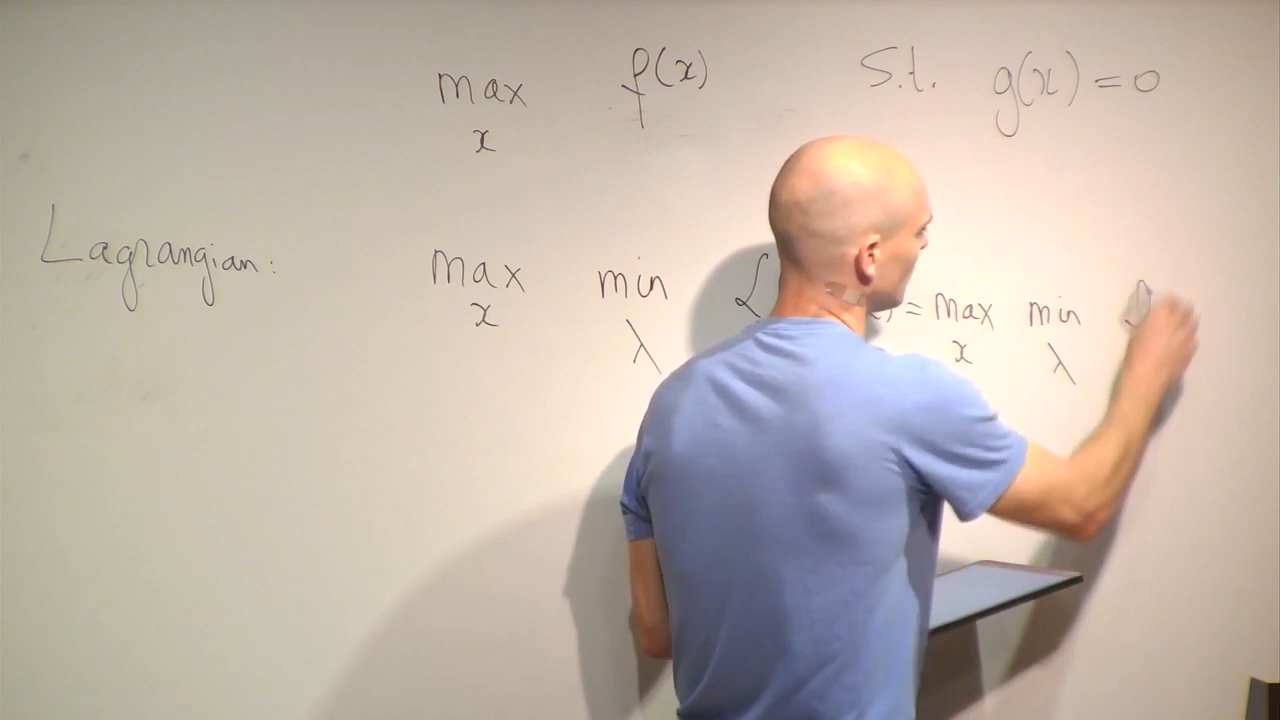 max f(x) s.t. g(x) = 0
x
Lagrangian: max min ℒ ) = max min
x λ x λ